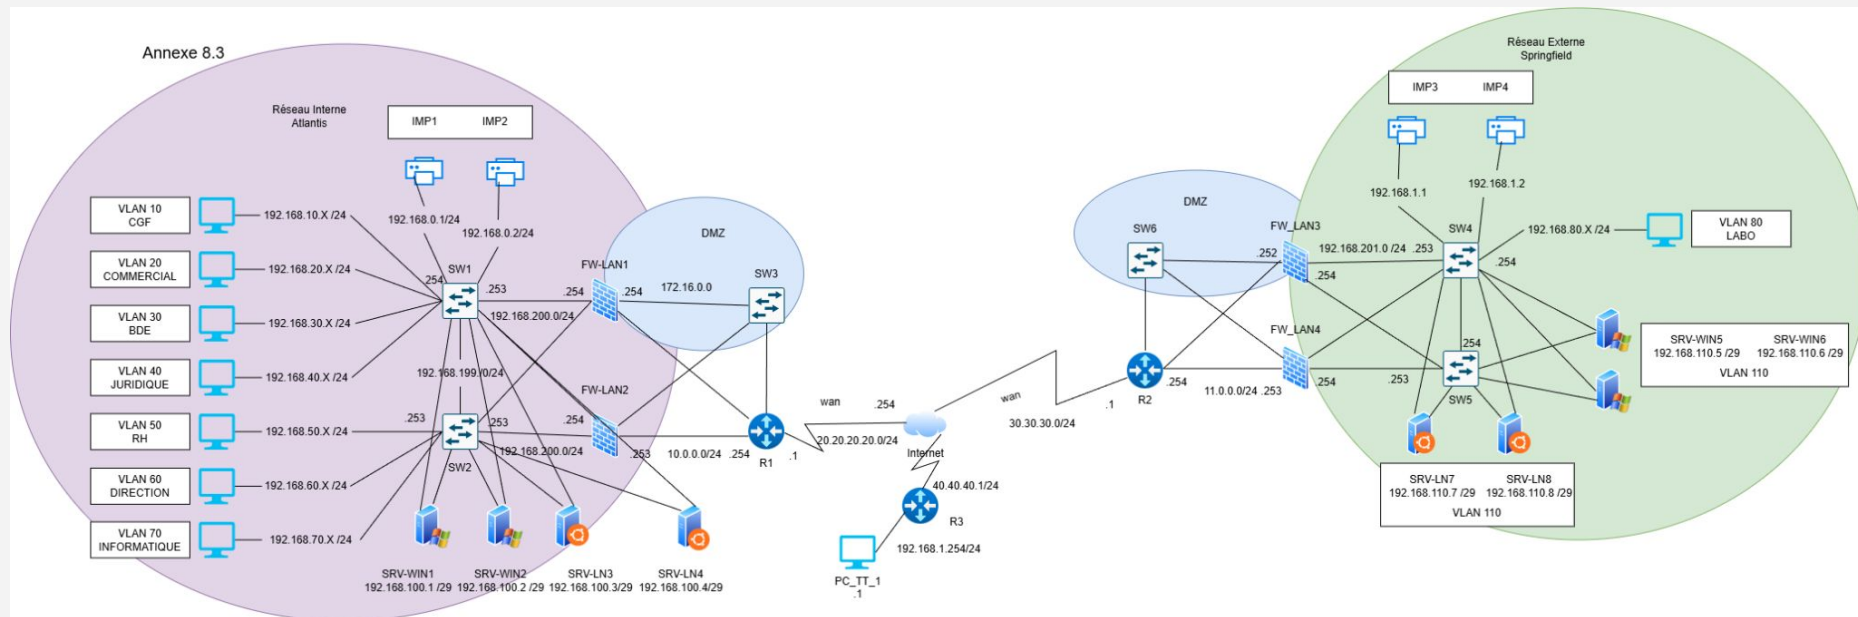 Annexe 8.3
Réseau Interne
Atlantis
IMP1 IMP2
192.168.0.1/24
192.168.0.2/24
VLAN 10
CGF
192.168.10.X /24
VLAN 20
COMMERCIAL
192.168.20.X /24
VLAN 30
BDE
192.168.30.X /24
VLAN 40
JURIDIQUE
192.168.40.X /24
VLAN 50
RH
192.168.50.X /24
VLAN 60
DIRECTION
192.168.60.X /24
VLAN 70
INFORMATIQUE
192.168.70.X /24
SW1
.254
.253
192.168.200.0/24
.254
FW-LAN1
.254
172.16.0.0
DMZ
SW3
192.168.199./0/24
.253
.253
SW2
192.168.200.0/24
FW-LAN2
.254
.253
10.0.0.0/24
.254
R1
.1
SRV-WIN1
192.168.100.1 /29
SRV-WIN2
192.168.100.2 /29
SRV-LN3
192.168.100.3/29
SRV-LN4
192.168.100.4/29
wan
.254
20.20.20.20.0/24
Internet
wan
30.30.30.0/24
.1
40.40.40.1/24
R3
192.168.1.254/24
PC_TT_1
.1
R2
.254
11.0.0.0/24
.253
DMZ
SW6
FW_LAN3
.252
.254
192.168.201.0 /24
.253
FW_LAN4
.254
.253
Réseau Externe
Springfield
IMP3 IMP4
192.168.1.1
192.168.1.2
SW4
.254
192.168.80.X /24
VLAN 80
LABO
.254
SW5
SRV-WIN5 SRV-WIN6
192.168.110.5 /29 192.168.110.6 /29
VLAN 110
SRV-LN7 SRV-LN8
192.168.110.7 /29 192.168.110.8 /29
VLAN 110